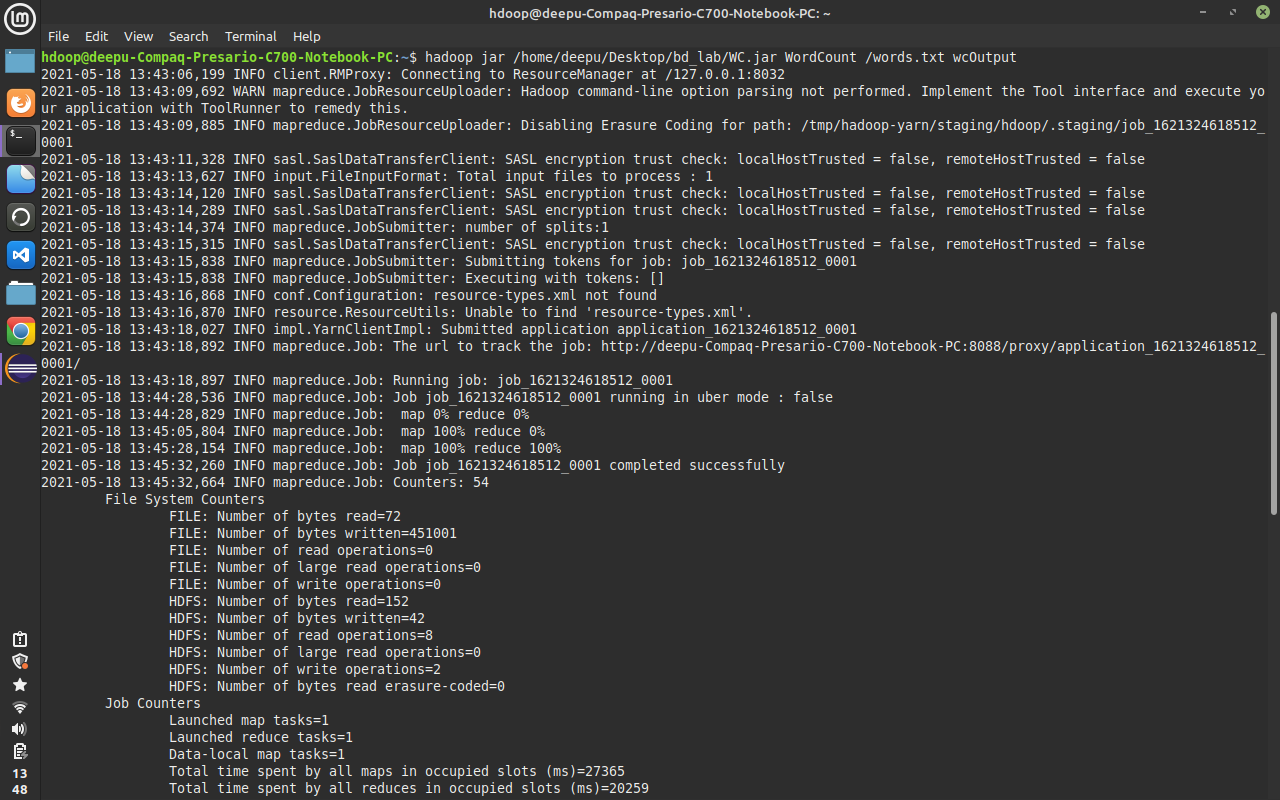 hdoop@deepu-Compaq-Presario-C700-Notebook-PC: ~
File Edit View Search Terminal Help
hdoop@deepu-Compaq-Presario-C700-Notebook-PC:~$ hadoop jar /home/deepu/Desktop/bd_lab/WC.jar WordCount /words.txt wcOutput
2021-05-18 13:43:06,199 INFO client.RMProxy: Connecting to ResourceManager at /127.0.0.1:8032
2021-05-18 13:43:09,692 WARN mapreduce.JobResourceUploader: Hadoop command-line option parsing not performed. Implement the Tool interface and execute yo
ur application with ToolRunner to remedy this.
2021-05-18 13:43:09,885 INFO mapreduce.JobResourceUploader: Disabling Erasure Coding for path: /tmp/hadoop-yarn/staging/hdoop/.staging/job_1621324618512_
0001
2021-05-18 13:43:11,328 INFO sasl.SaslDataTransferClient: SASL encryption trust check: localHostTrusted = false, remoteHostTrusted = false
2021-05-18 13:43:13,627 INFO input.FileInputFormat: Total input files to process : 1
2021-05-18 13:43:14,120 INFO sasl.SaslDataTransferClient: SASL encryption trust check: localHostTrusted = false, remoteHostTrusted = false
2021-05-18 13:43:14,289 INFO sasl.SaslDataTransferClient: SASL encryption trust check: localHostTrusted = false, remoteHostTrusted = false
2021-05-18 13:43:14,374 INFO mapreduce.JobSubmitter: number of splits:1
2021-05-18 13:43:15,315 INFO sasl.SaslDataTransferClient: SASL encryption trust check: localHostTrusted = false, remoteHostTrusted = false
2021-05-18 13:43:15,838 INFO mapreduce.JobSubmitter: Submitting tokens for job: job_1621324618512_0001
2021-05-18 13:43:15,838 INFO mapreduce.JobSubmitter: Executing with tokens: []
2021-05-18 13:43:16,868 INFO conf.Configuration: resource-types.xml not found
2021-05-18 13:43:16,870 INFO resource.ResourceUtils: Unable to find 'resource-types.xml'.
2021-05-18 13:43:18,027 INFO impl.YarnClientImpl: Submitted application application_1621324618512_0001
2021-05-18 13:43:18,892 INFO mapreduce.Job: The url to track the job: http://deepu-Compaq-Presario-C700-Notebook-PC:8088/proxy/application_1621324618512_
0001/
2021-05-18 13:43:18,897 INFO mapreduce.Job: Running job: job_1621324618512_0001
2021-05-18 13:44:28,536 INFO mapreduce.Job: Job job_1621324618512_0001 running in uber mode : false
2021-05-18 13:44:28,829 INFO mapreduce.Job:  map 0% reduce 0%
2021-05-18 13:45:05,804 INFO mapreduce.Job:  map 100% reduce 0%
2021-05-18 13:45:28,154 INFO mapreduce.Job:  map 100% reduce 100%
2021-05-18 13:45:32,260 INFO mapreduce.Job: Job job_1621324618512_0001 completed successfully
2021-05-18 13:45:32,664 INFO mapreduce.Job: Counters: 54
File System Counters
FILE: Number of bytes read=72
FILE: Number of bytes written=451001
FILE: Number of read operations=0
FILE: Number of large read operations=0
FILE: Number of write operations=0
HDFS: Number of bytes read=152
HDFS: Number of bytes written=42
HDFS: Number of read operations=8
HDFS: Number of large read operations=0
HDFS: Number of write operations=2
HDFS: Number of bytes read erasure-coded=0
Job Counters
Launched map tasks=1
Launched reduce tasks=1
Data-local map tasks=1
Total time spent by all maps in occupied slots (ms)=27365
Total time spent by all reduces in occupied slots (ms)=20259
13
48